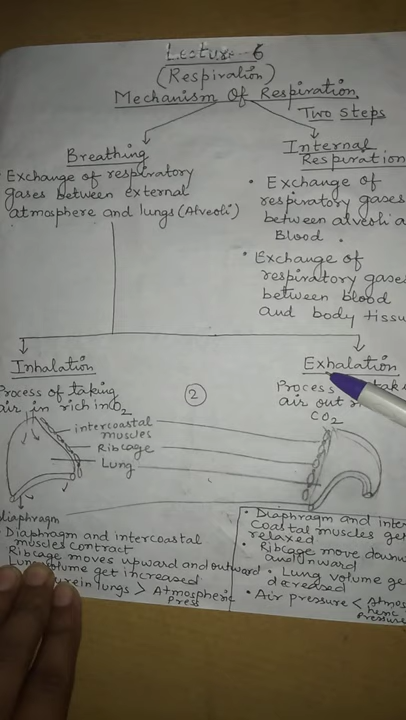 Lecture-6
(Respiration)
Mechanism Of Respiration
Two Steps
Breathing
Exchange of respiratory
gases between external
atmosphere and lungs (Alveoli)
Internal
Respiration
• Exchange of
respiratory gases
between alveoli a
Blood .
• Exchange of
respiratory gases
between blood
and body tissu
Inhalation
Process of taking
air in rich in O2
2
Exhalation
Process
air out
CO2
intercoastal
muscles
Ribcage
Lung
diaphragm
Diaphragm and intercostal
muscles contract
Ribcage moves upward and outward
Lung volume get increased
in lungs > Atmospheric
Press
• Diaphragm and inter
coastal muscles get
relaxed
• Ribcage move down
and inward
• Lung volume ge
decreased
• Air pressure < Atmos
heric
Pressure